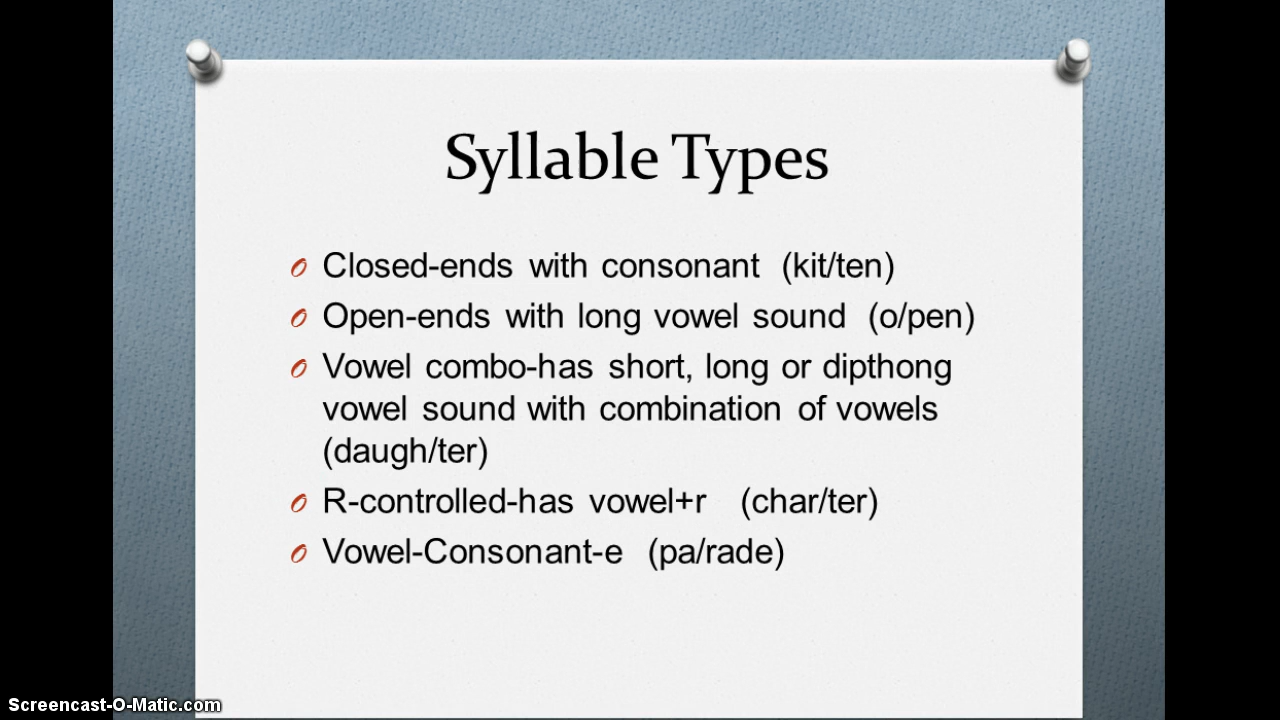 Syllable Types
Closed-ends with consonant (kit/ten)
Open-ends with long vowel sound (o/pen)
Vowel combo-has short, long or dipthong
vowel sound with combination of vowels
(daugh/ter)
R-controlled-has vowel+r (char/ter)
Vowel-Consonant-e (pa/rade)
Screencast-O-Matic.com